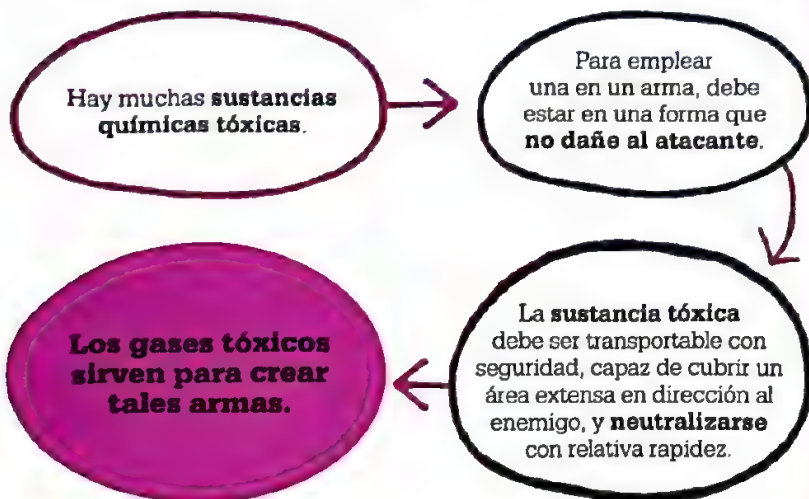 Hay muchas sustancias
químicas tóxicas.
Para emplear
una en un arma, debe
estar en una forma que
no dañe al atacante.
La sustancia tóxica
debe ser transportable con
seguridad, capaz de cubrir un
área extensa en dirección al
enemigo, y neutralizarse
con relativa rapidez.
Los gases tóxicos
sirven para crear
tales armas.